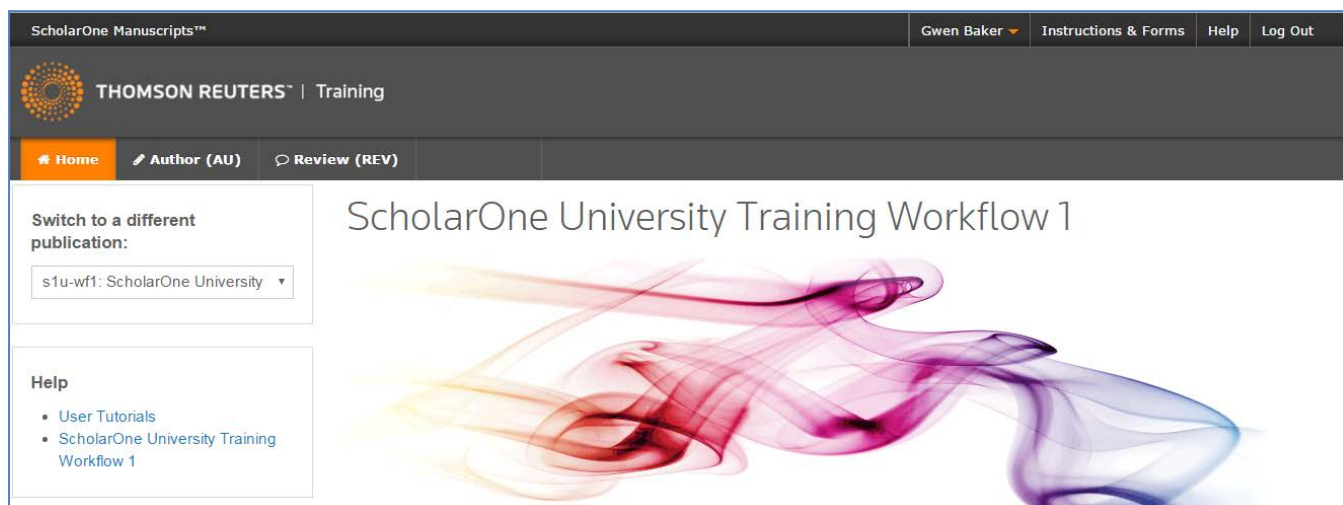 ScholarOne Manuscripts™
Gwen Baker Instructions & Forms Help Log Out
THOMSON REUTERS™ | Training
Home Author (AU) Review (REV)
Switch to a different
publication:
s1u-wf1: ScholarOne University
Help
• User Tutorials
• ScholarOne University Training
Workflow 1
ScholarOne University Training Workflow 1